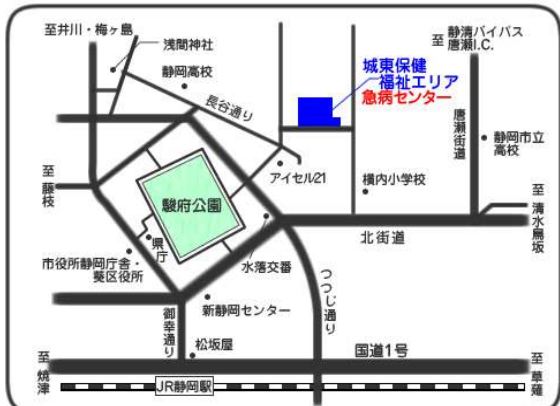 至井川・梅ヶ島
浅間神社
静岡高校
長谷通り
静清バイパス
至 唐瀬I.C.
城東保健
福祉エリア
急病センター
唐瀬街道
静岡市立
高校
至藤枝
アイセル21
横内小学校
至清水鳥坂
駿府公園
県庁
北街道
市役所静岡庁舎・
葵区役所
水落交番
つつじ通り
新静岡センター
御幸通り
松坂屋
国道1号
至焼津
至草薙
JR静岡駅